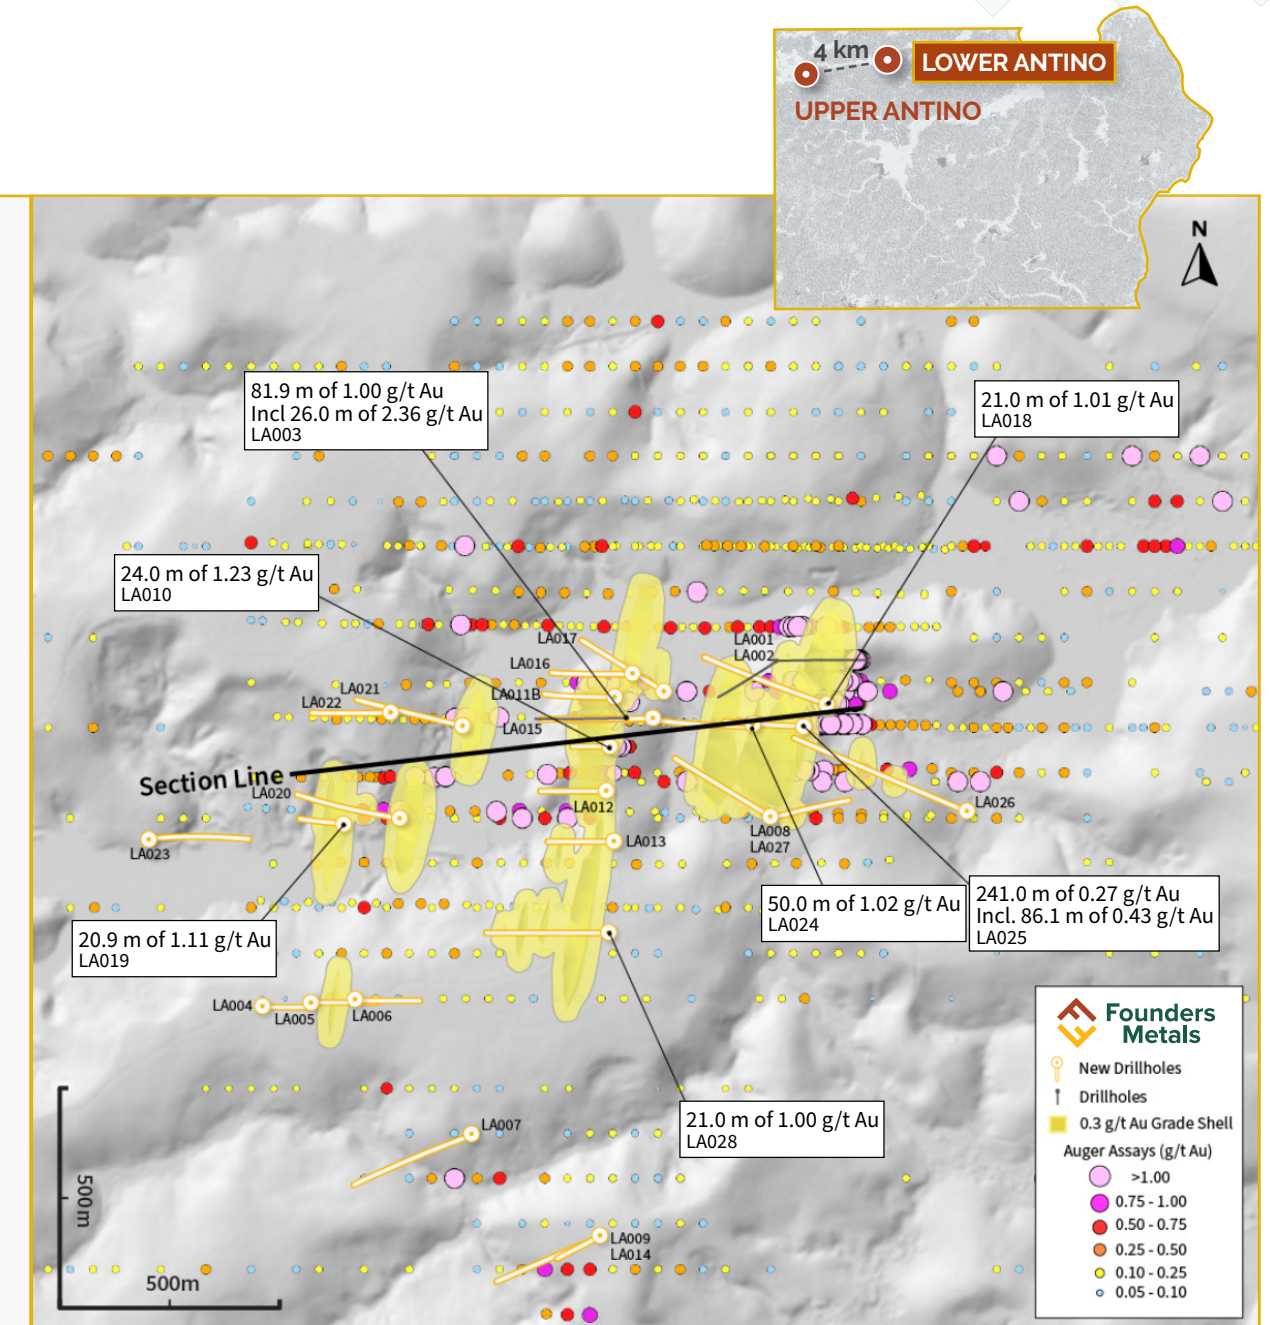 4 km
LOWER ANTINO
UPPER ANTINO
N
81.9 m of 1.00 g/t Au
Incl 26.0 m of 2.36 g/t Au
LA003
21.0 m of 1.01 g/t Au
LA018
24.0 m of 1.23 g/t Au
LA010
LA017
LA001
LA002
LA016
LA021
LA011B
LA022
LA015
Section Line
LA020
LA012
LA026
LA023
LA013
LA008
LA027
50.0 m of 1.02 g/t Au
LA024
241.0 m of 0.27 g/t Au
Incl. 86.1 m of 0.43 g/t Au
LA025
20.9 m of 1.11 g/t Au
LA019
LA004
LA005
LA006
21.0 m of 1.00 g/t Au
LA028
LA007
LA009
LA014
500m
500m
Founders
Metals
New Drillholes
Drillholes
0.3 g/t Au Grade Shell
Auger Assays (g/t Au)
>1.00
0.75 - 1.00
0.50 - 0.75
0.25 - 0.50
0.10 - 0.25
0.05 - 0.10